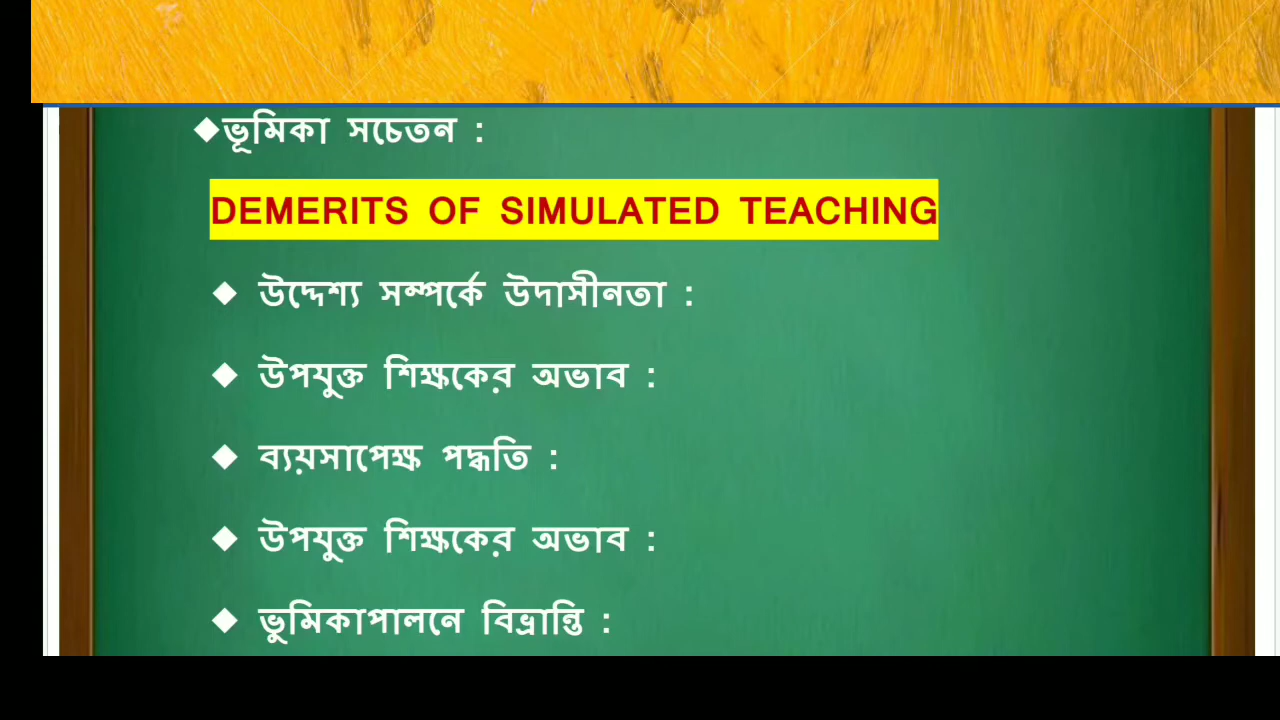 ◆ভূমিকা সচেতন :
DEMERITS OF SIMULATED TEACHING
◆ উদ্দেশ্য সম্পর্কে উদাসীনতা :
◆ উপযুক্ত শিক্ষকের অভাব :
◆ ব্যয়সাপেক্ষ পদ্ধতি :
◆ উপযুক্ত শিক্ষকের অভাব :
◆ ভুমিকাপালনে বিভ্রান্তি :